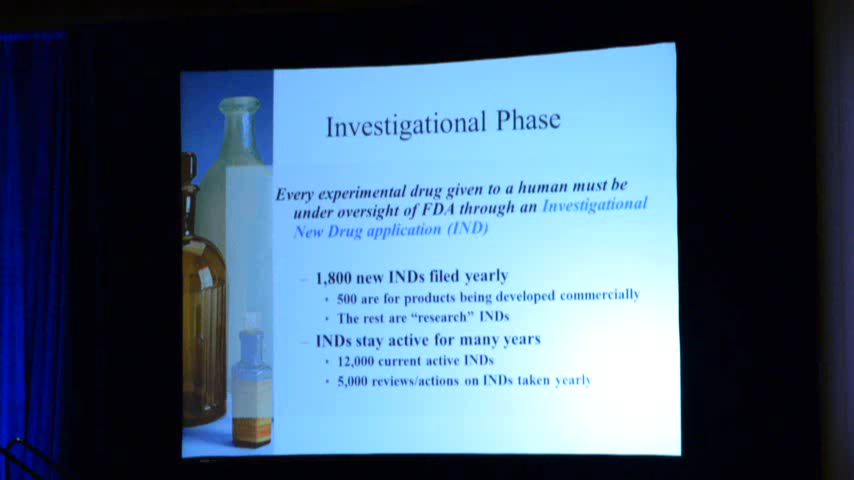 Investigational Phase
Every experimental drug given to a human must be
under oversight of FDA through an Investigational
New Drug application (IND)
– 1,800 new INDs filed yearly
• 500 are for products being developed commercially
• The rest are “research” INDs
– INDs stay active for many years
• 12,000 current active INDs
• 5,000 reviews/actions on INDs taken yearly